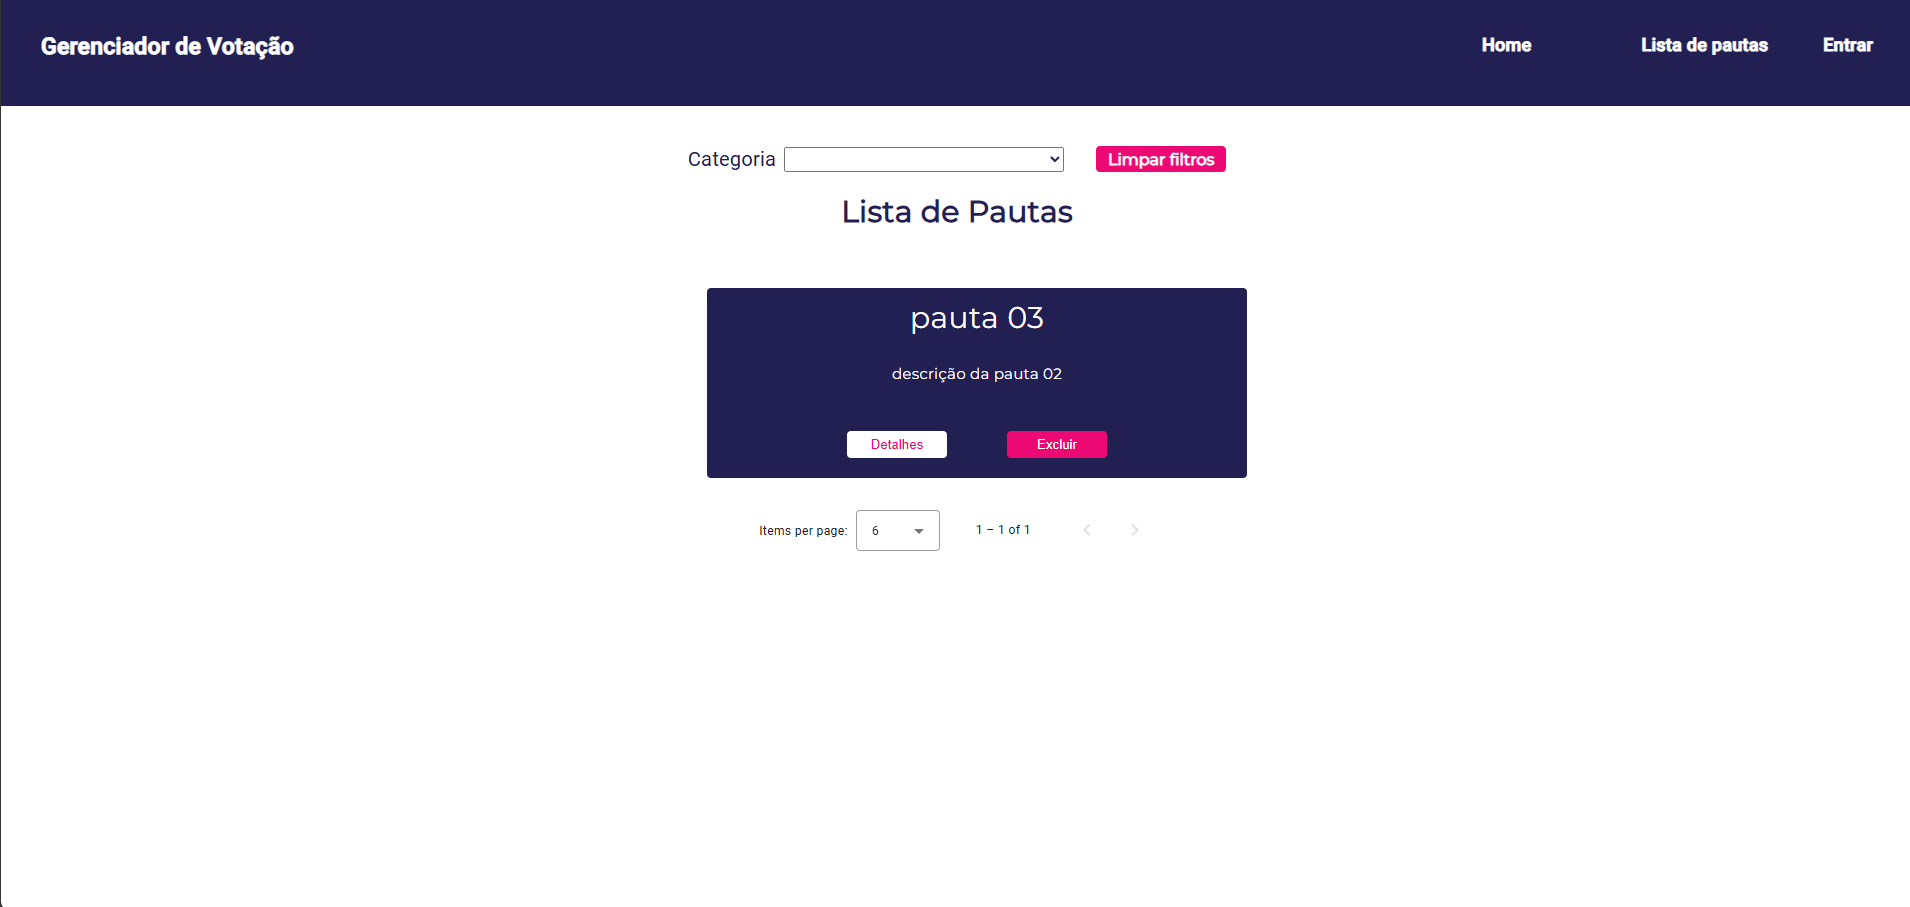 Gerenciador de Votação
Home
Lista de pautas
Entrar
Categoria
Limpar filtros
Lista de Pautas
pauta 03
descrição da pauta 02
Detalhes
Excluir
Items per page:
6
1 – 1 of 1